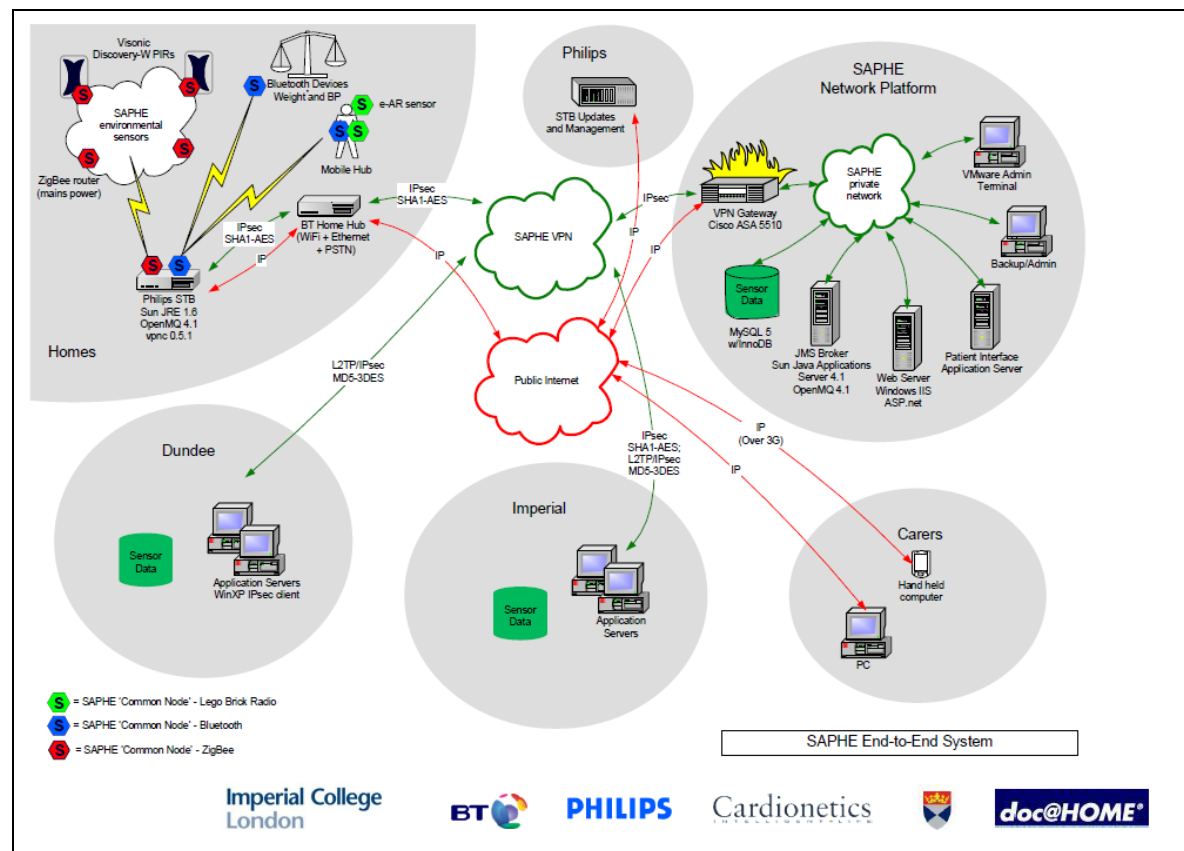 Visonic
Discovery-W PIRs
S
S
SAPHE
environmental
sensors
S
S
ZigBee router
(mains power)
S
Bluetooth Devices
Weight and BP
S
e-AR sensor
S
S
Mobile Hub
IPsec
SHA1-AES
IP
BT Home Hub
(WiFi + Ethernet
+ PSTN)
S
S
Philips STB
Sun JRE 1.6
OpenMQ 4.1
vpnc 0.5.1
Homes
IPsec
SHA1-AES
IP
Philips
STB Updates
and Management
SAPHE VPN
IPsec
IP
IP
Public Internet
SAPHE
Network Platform
SAPHE
private
network
VMware Admin
Terminal
VPN Gateway
Cisco ASA 5510
Backup/Admin
Sensor
Data
MySQL 5
w/InnoDB
JMS Broker
Sun Java Applications
Server 4.1
OpenMQ 4.1
Web Server
Windows IIS
ASP.net
Patient Interface
Application Server
L2TP/IPsec
MD5-3DES
IPsec
SHA1-AES;
L2TP/IPsec
MD5-3DES
IP
(Over 3G)
IP
Dundee
Sensor
Data
Application Servers
WinXP IPsec client
Imperial
Sensor
Data
Application
Servers
Carers
Hand held
computer
PC
S = SAPHE 'Common Node' - Lego Brick Radio
S = SAPHE 'Common Node' - Bluetooth
S = SAPHE 'Common Node' - ZigBee
SAPHE End-to-End System
Imperial College
London
BT
PHILIPS
Cardionetics
INTELLIGENTLIFE
doc@HOME®